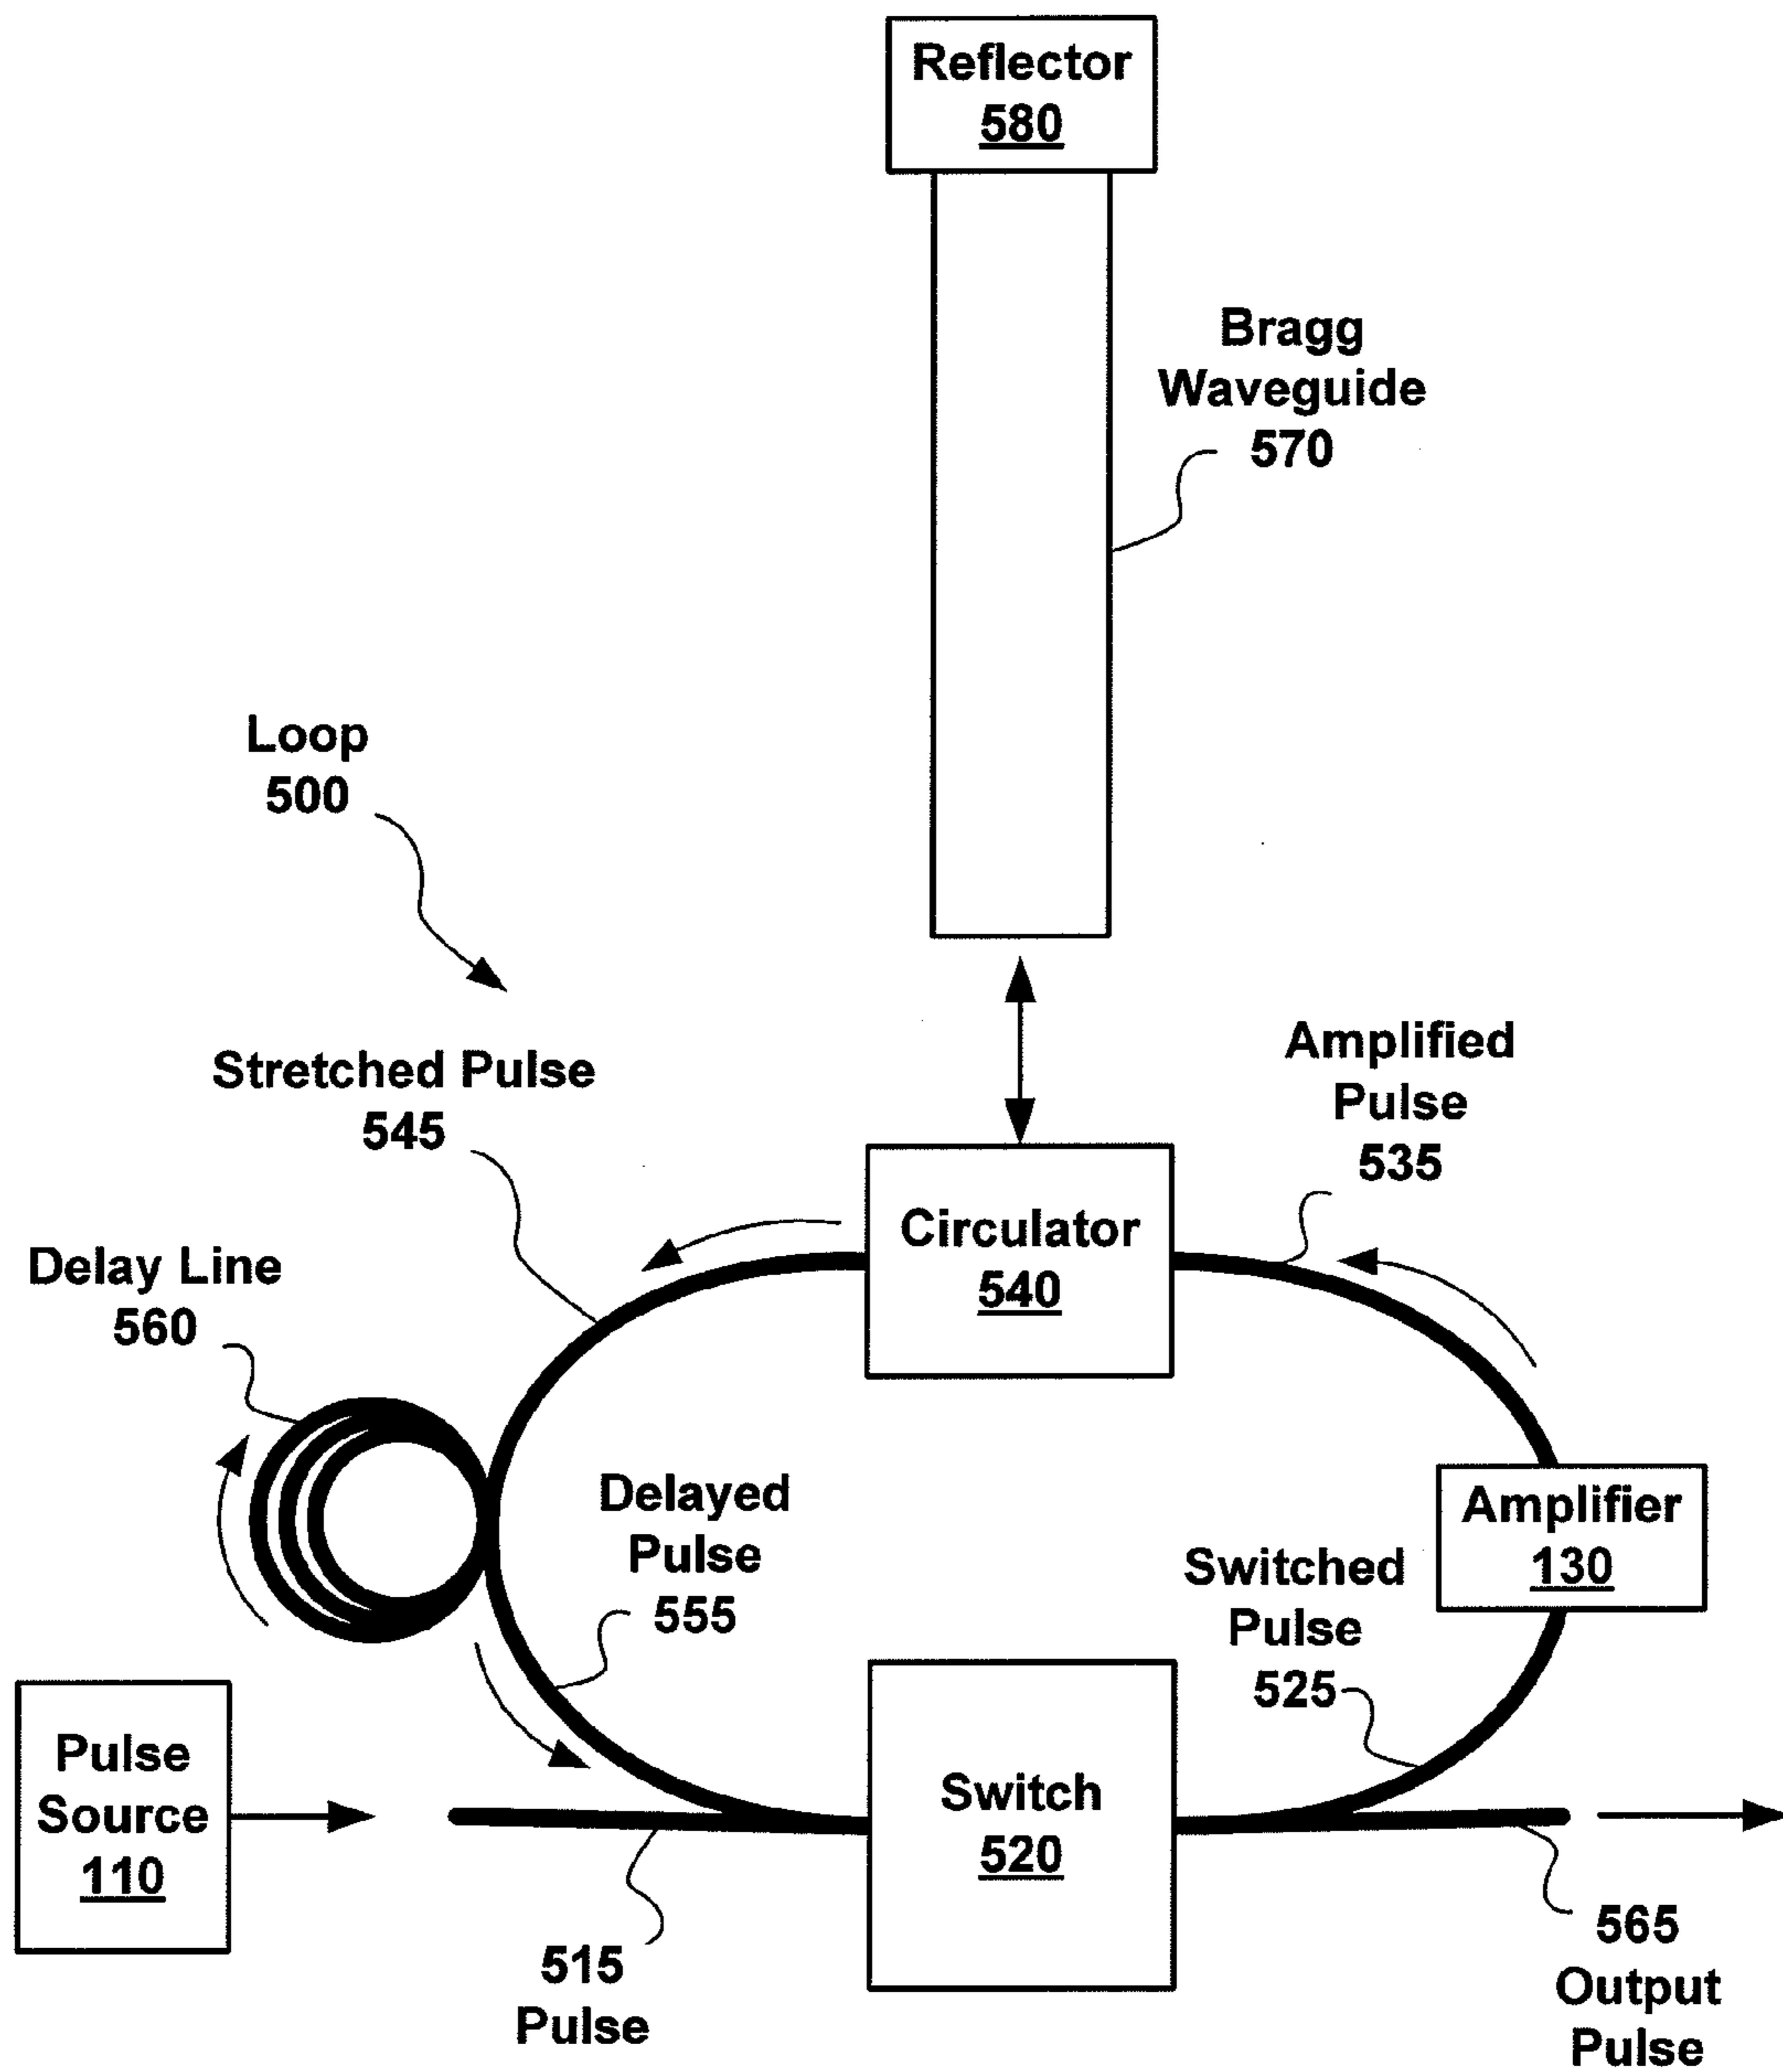 Reflector
580
Bragg
Waveguide
570
Loop
500
Stretched Pulse
545
Amplified
Pulse
535
Circulator
540
Delay Line
560
Delayed
Pulse
555
Amplifier
130
Switched
Pulse
525
Pulse
Source
110
Switch
520
515
Pulse
565
Output
Pulse